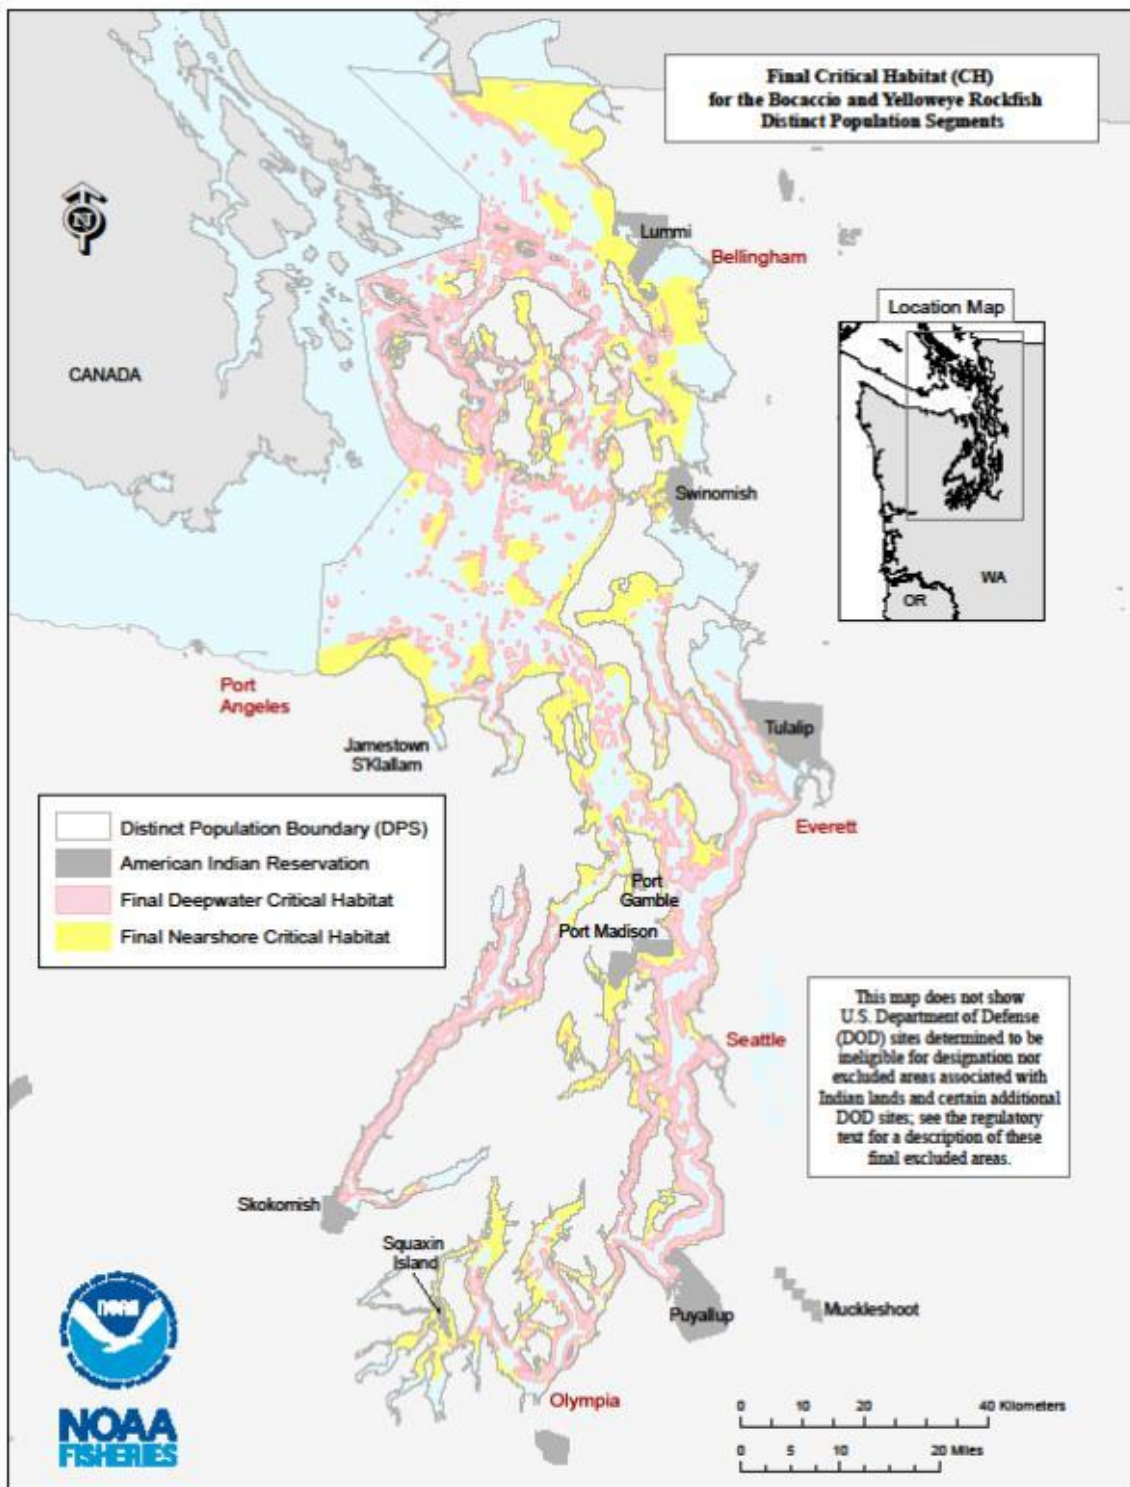 Final Critical Habitat (CH)
for the Bocaccio and Yelloweye Rockfish
Distinct Population Segments
N
Lummi
Bellingham
Location Map
CANADA
Swinomish
WA
OR
Port
Angeles
Tulalip
Jamestown
S'Klallam
Distinct Population Boundary (DPS)
American Indian Reservation
Final Deepwater Critical Habitat
Final Nearshore Critical Habitat
Everett
Port
Gamble
Port Madison
This map does not show
U.S. Department of Defense
(DOD) sites determined to be
ineligible for designation nor
excluded areas associated with
Indian lands and certain additional
DOD sites; see the regulatory
text for a description of these
final excluded areas.
Seattle
Skokomish
Squaxin
Island
Puyallup
Muckleshoot
Olympia
NOAA
NOAA
FISHERIES
0 10 20 40 Kilometers
0 5 10 20 Miles